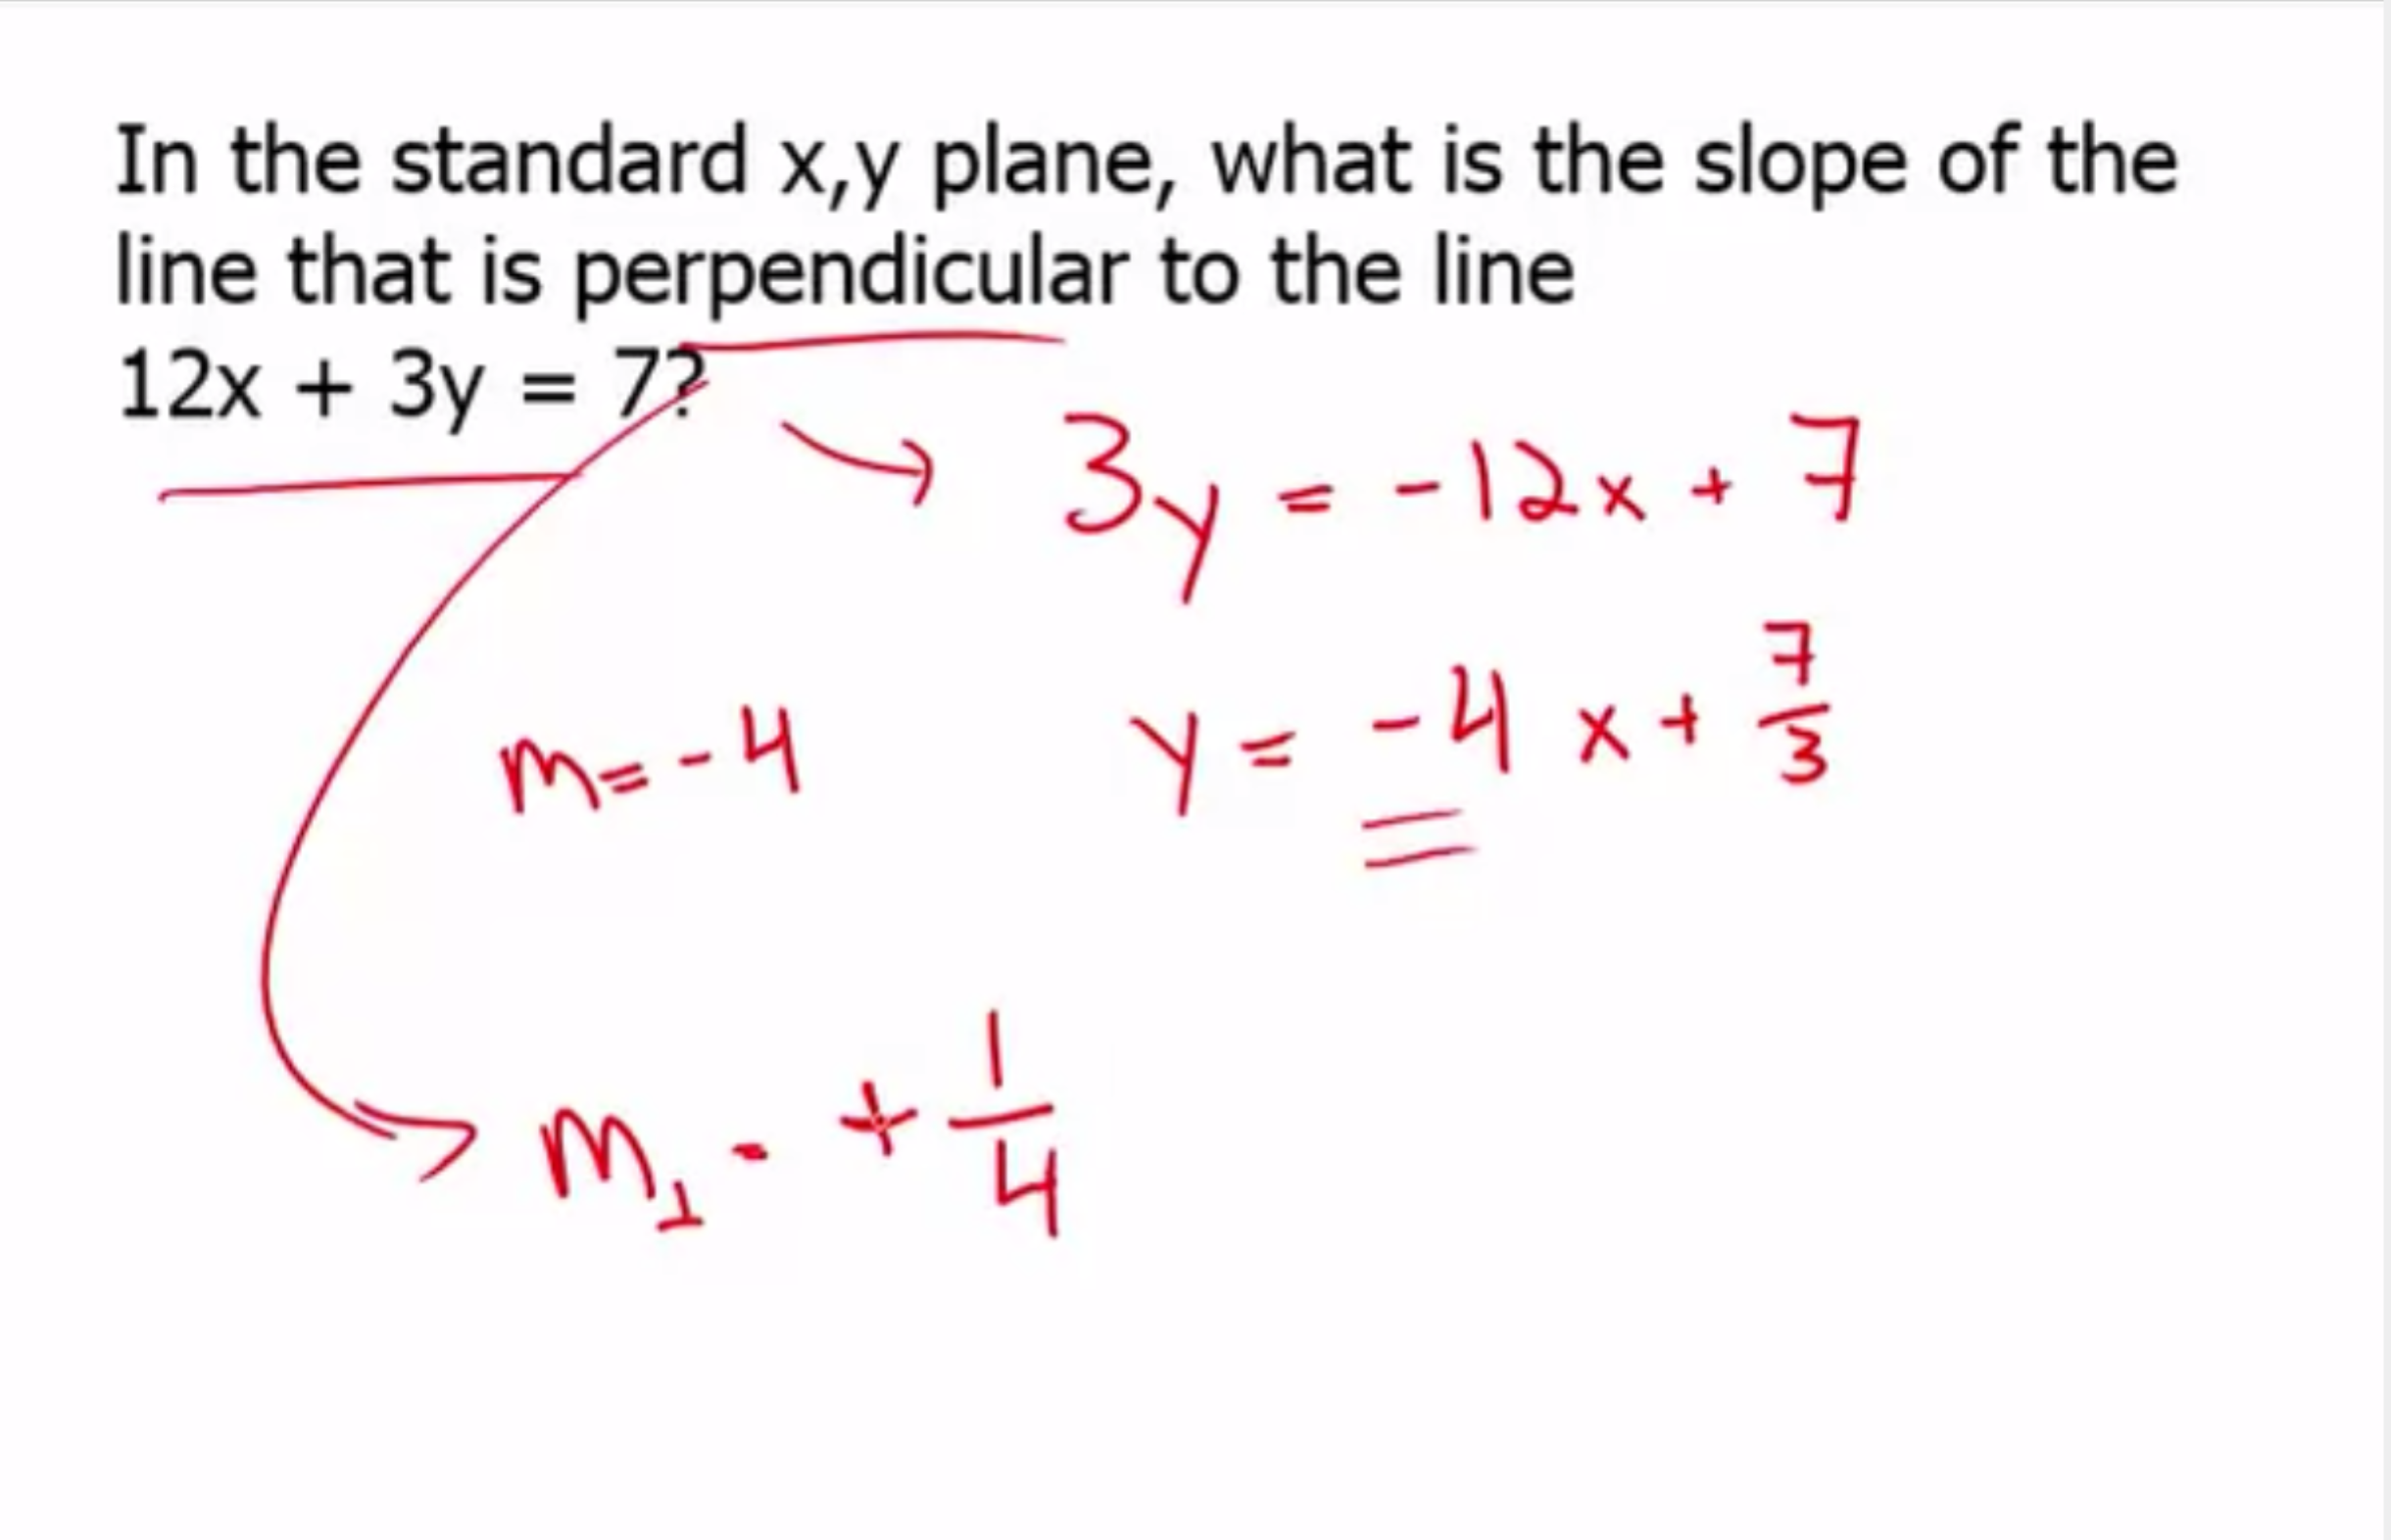 In the standard x,y plane, what is the slope of the
line that is perpendicular to the line
12x + 3y = 7?
3y = -12x + 7
m = -4
y = -4x + 7/3
m⊥ = + 1/4